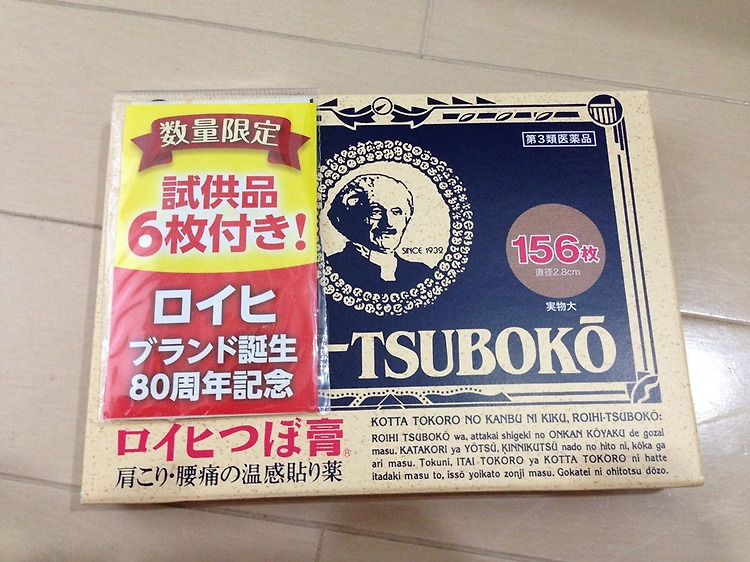 数量限定
試供品
6枚付き!
ロイヒ
ブランド誕生
80周年記念
第3類医薬品
SINCE 1932
156枚
直径2.8cm
実物大
-TSUBOKŌ
ロイヒつぼ膏®
肩こり・腰痛の温感貼り薬
KOTTA TOKORO NO KANBU NI KIKU, ROIHI-TSUBOKŌ:
ROIHI TSUBOKŌ wa, attakai shigeki no ONKAN KŌYAKU de gozai
masu. KATAKORI ya YŌTSŪ, KINNIKUTSŪ nado no hito ni, kōka ga
ari masu. Tokuni, ITAI TOKORO ya KOTTA TOKORO ni hatte
itadaki masu to, issō yoikato zonji masu. Gokatei ni ohitotsu dōzo.